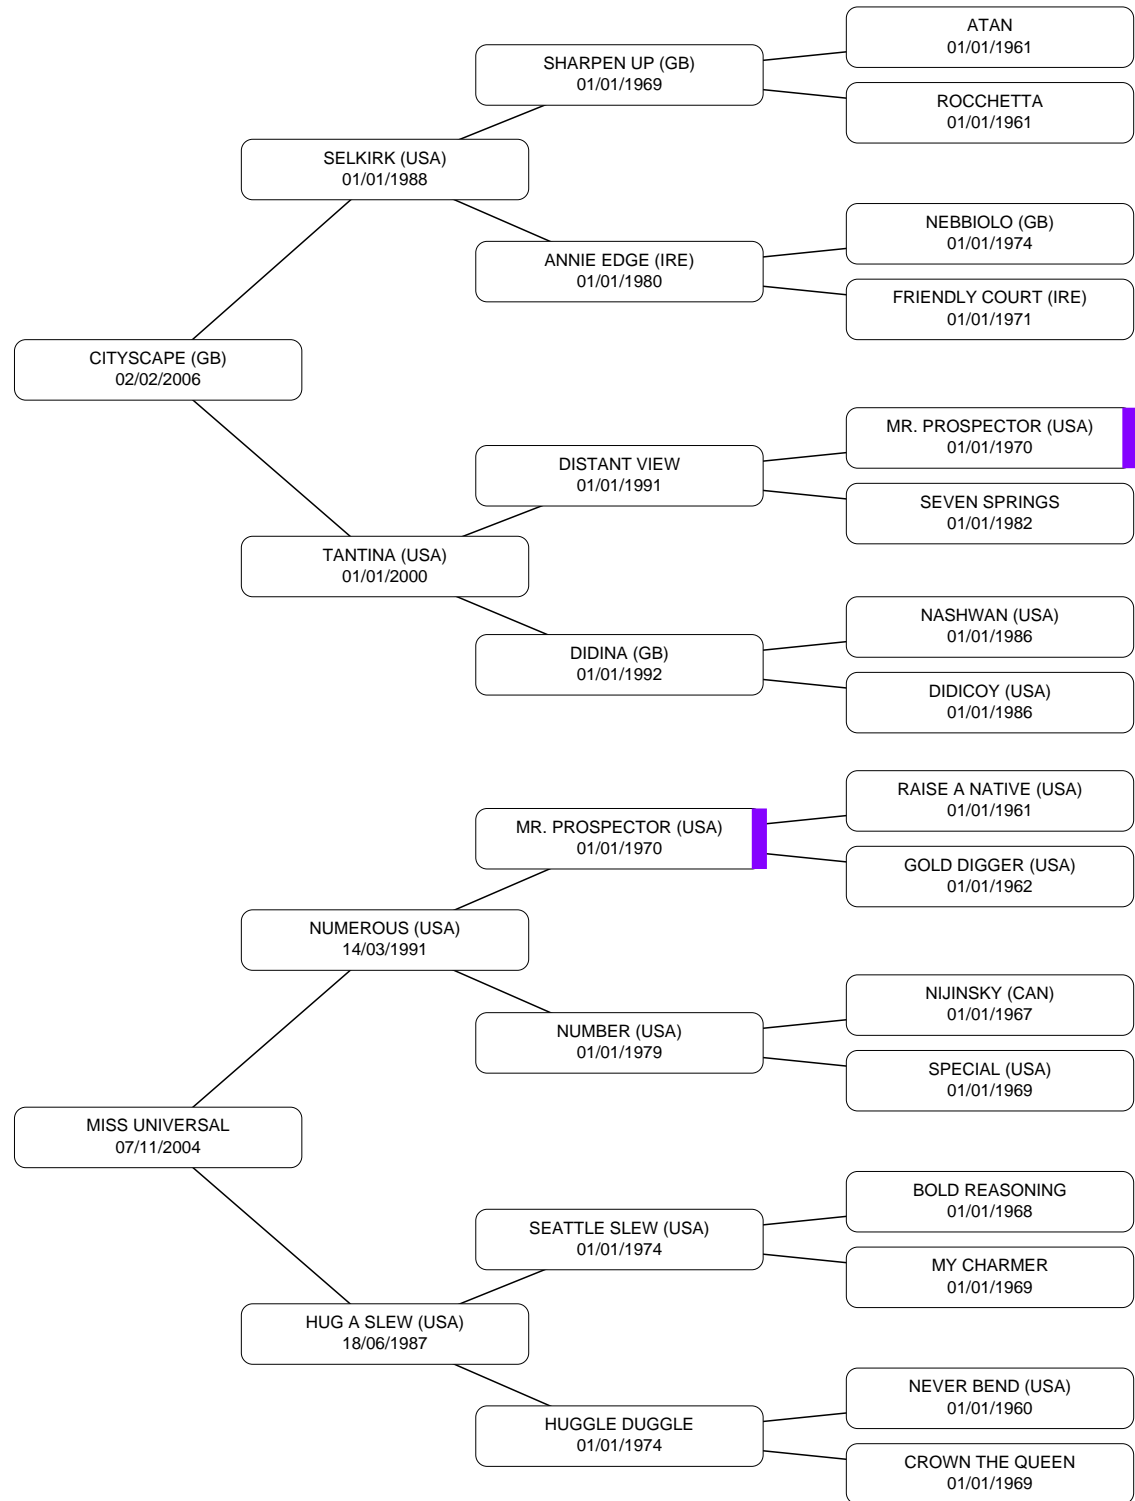 ATAN
01/01/1961
SHARPEN UP (GB)
01/01/1969
ROCCHETTA
01/01/1961
SELKIRK (USA)
01/01/1988
NEBBIOLO (GB)
01/01/1974
ANNIE EDGE (IRE)
01/01/1980
FRIENDLY COURT (IRE)
01/01/1971
CITYSCAPE (GB)
02/02/2006
MR. PROSPECTOR (USA)
01/01/1970
DISTANT VIEW
01/01/1991
SEVEN SPRINGS
01/01/1982
TANTINA (USA)
01/01/2000
NASHWAN (USA)
01/01/1986
DIDINA (GB)
01/01/1992
DIDICOY (USA)
01/01/1986
RAISE A NATIVE (USA)
01/01/1961
MR. PROSPECTOR (USA)
01/01/1970
GOLD DIGGER (USA)
01/01/1962
NUMEROUS (USA)
14/03/1991
NIJINSKY (CAN)
01/01/1967
NUMBER (USA)
01/01/1979
SPECIAL (USA)
01/01/1969
MISS UNIVERSAL
07/11/2004
BOLD REASONING
01/01/1968
SEATTLE SLEW (USA)
01/01/1974
MY CHARMER
01/01/1969
HUG A SLEW (USA)
18/06/1987
NEVER BEND (USA)
01/01/1960
HUGGLE DUGGLE
01/01/1974
CROWN THE QUEEN
01/01/1969